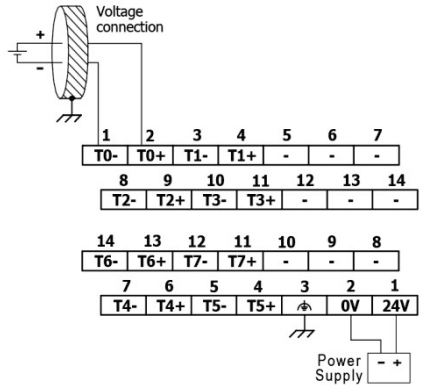 Voltage
connection
+
-
1 2 3 4 5 6 7
T0- T0+ T1- T1+ - - -
8 9 10 11 12 13 14
T2- T2+ T3- T3+ - - -
14 13 12 11 10 9 8
T6- T6+ T7- T7+ - - -
7 6 5 4 3 2 1
T4- T4+ T5- T5+ 0V 24V
Power
Supply
- +